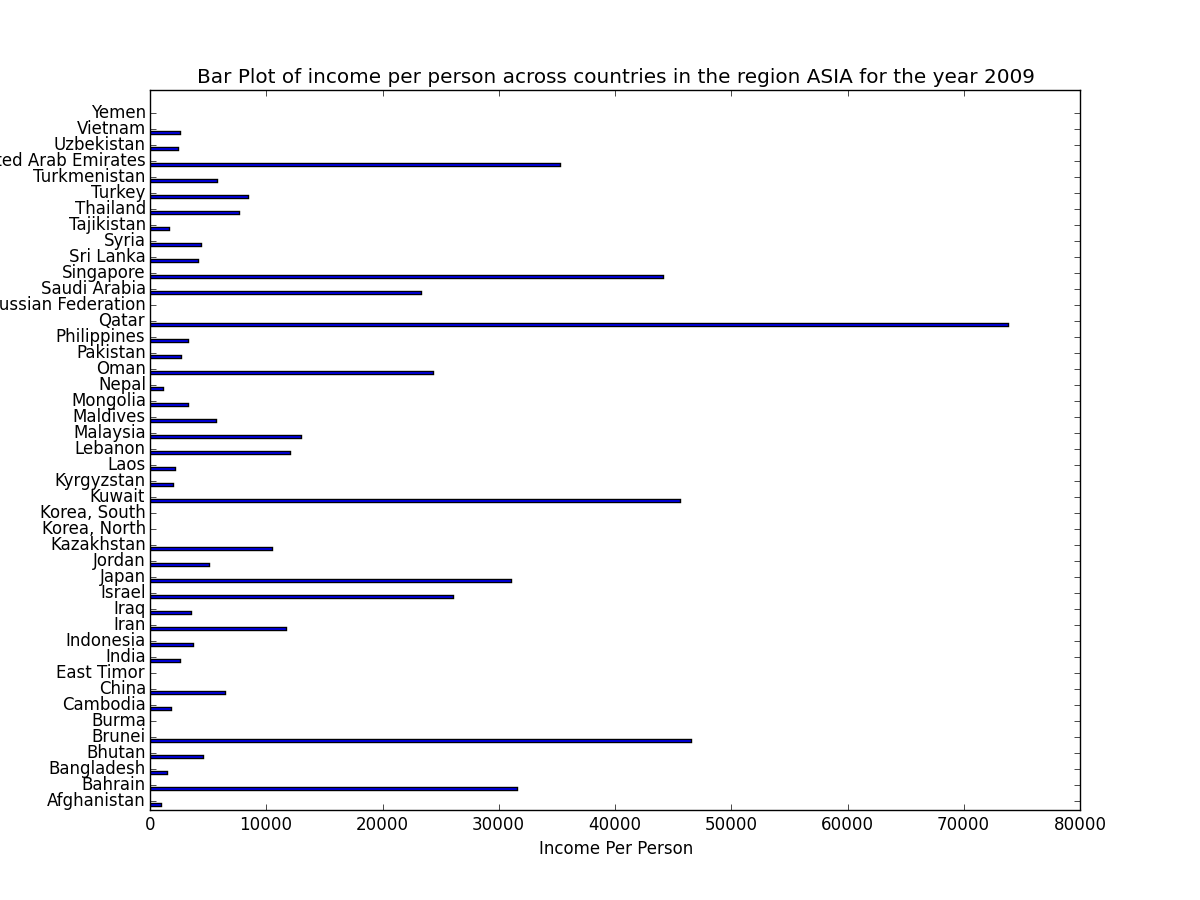 Bar Plot of income per person across countries in the region ASIA for the year 2009
Yemen
Vietnam
Uzbekistan
ted Arab Emirates
Turkmenistan
Turkey
Thailand
Tajikistan
Syria
Sri Lanka
Singapore
Saudi Arabia
ussian Federation
Qatar
Philippines
Pakistan
Oman
Nepal
Mongolia
Maldives
Malaysia
Lebanon
Laos
Kyrgyzstan
Kuwait
Korea, South
Korea, North
Kazakhstan
Jordan
Japan
Israel
Iraq
Iran
Indonesia
India
East Timor
China
Cambodia
Burma
Brunei
Bhutan
Bangladesh
Bahrain
Afghanistan
0 10000 20000 30000 40000 50000 60000 70000 80000
Income Per Person